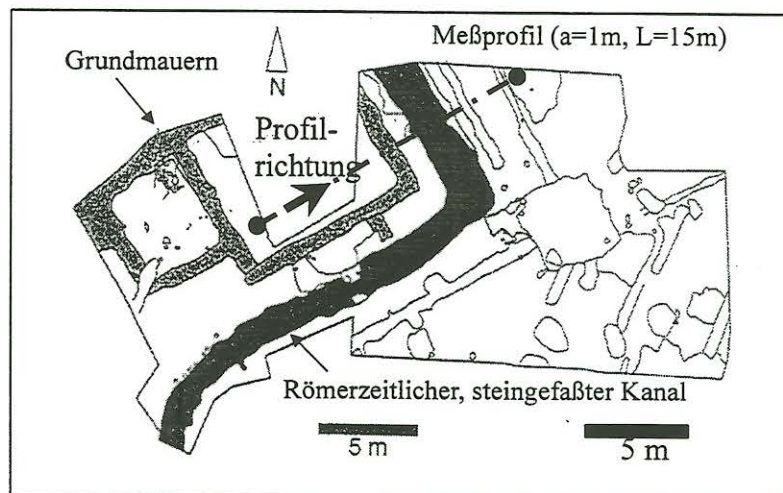 Meßprofil (a=1m, L=15m)
Grundmauern
N
Profil-
richtung
Römerzeitlicher, steingefaßter Kanal
5 m
5 m